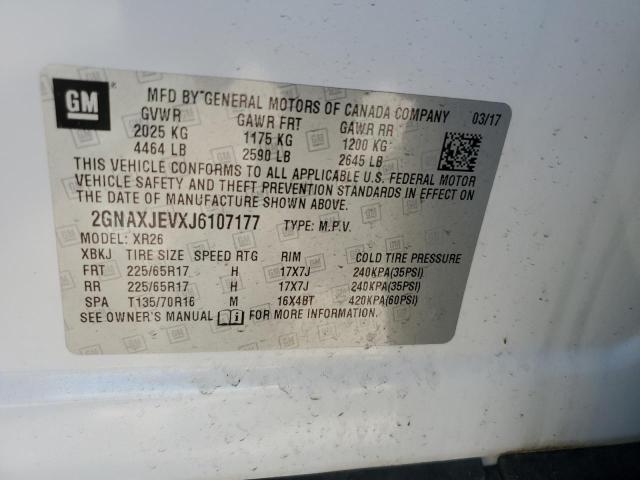 GM
MFD BY GENERAL MOTORS OF CANADA COMPANY 03/17
GVWR GAWR FRT GAWR RR
2025 KG 1175 KG 1200 KG
4464 LB 2590 LB 2645 LB
THIS VEHICLE CONFORMS TO ALL APPLICABLE U.S. FEDERAL MOTOR
VEHICLE SAFETY AND THEFT PREVENTION STANDARDS IN EFFECT ON
THE DATE OF MANUFACTURE SHOWN ABOVE.
2GNAXJEVXJ6107177 TYPE: M.P.V.
MODEL: XR26
XBKJ TIRE SIZE SPEED RTG RIM COLD TIRE PRESSURE
FRT 225/65R17 H 17X7J 240KPA(35PSI)
RR 225/65R17 H 17X7J 240KPA(35PSI)
SPA T135/70R16 M 16X4BT 420KPA(60PSI)
SEE OWNER'S MANUAL FOR MORE INFORMATION.